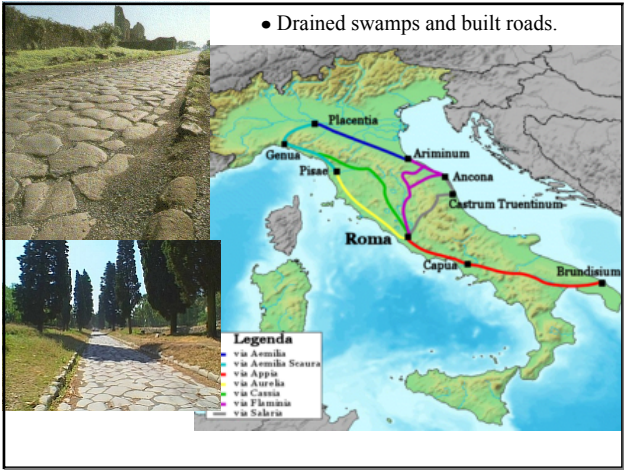 • Drained swamps and built roads.
Placentia
Genua
Ariminum
Pisae
Ancona
Castrum Truentinum
Roma
Capua
Brundisium
Legenda
via Aemilia
via Aemilia Scaura
via Appia
via Aurelia
via Cassia
via Flaminia
via Salaria